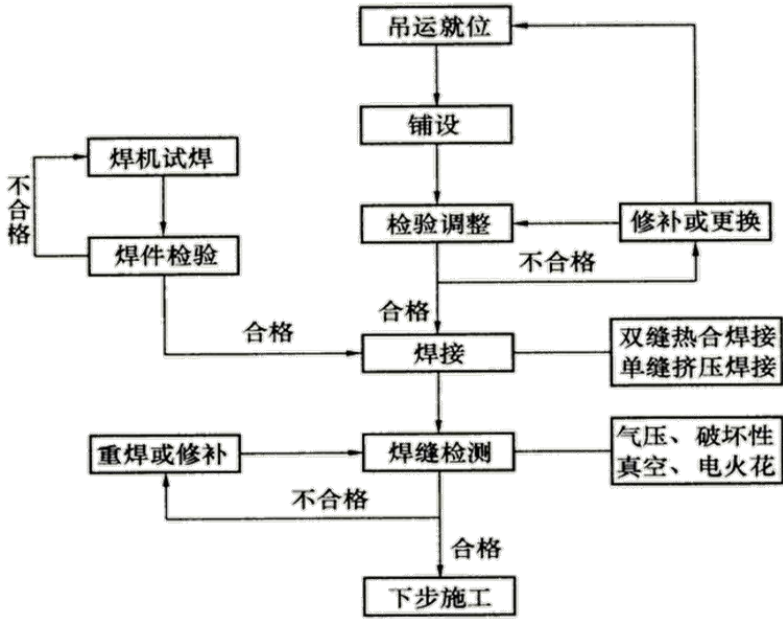 吊运就位
铺设
焊机试焊
不合格
检验调整
修补或更换
焊件检验
不合格
合格
合格
焊接
双缝热合焊接
单缝挤压焊接
重焊或修补
焊缝检测
气压、破坏性
真空、电火花
不合格
合格
下步施工